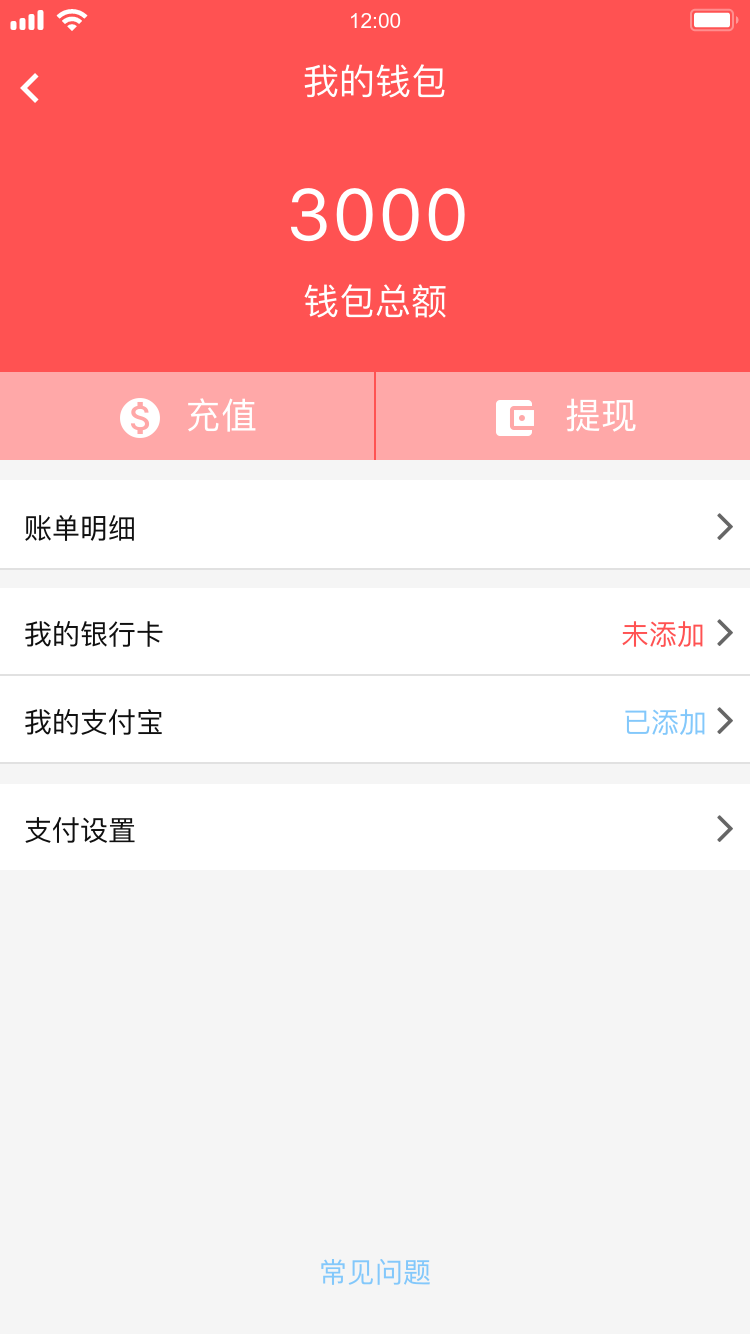 12:00
我的钱包
3000
钱包总额
充值
提现
账单明细
我的银行卡 未添加
我的支付宝 已添加
支付设置
常见问题